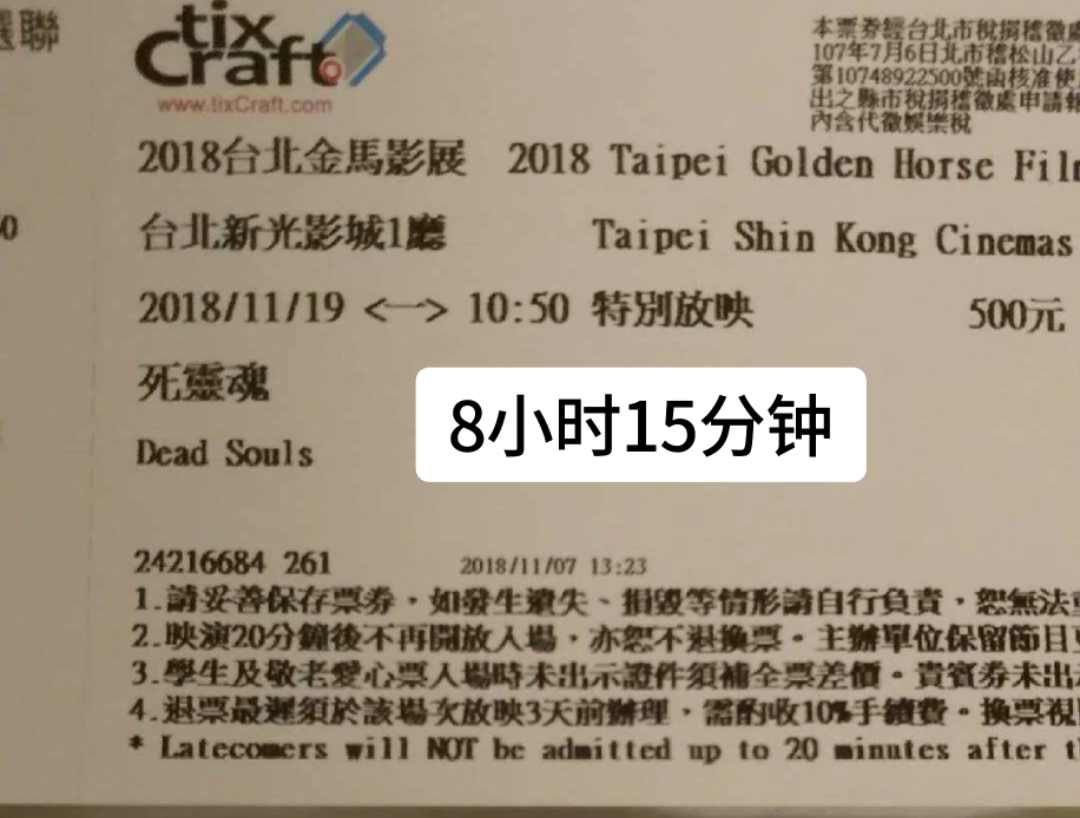 選聯
tix
Craft
www.tixCraft.com
本票券經台北市稅捐稽徵處
107年7月6日北市稽松山乙
第10748922500號函核准使
出之縣市稅捐稽徵處申請報
內含代徵娛樂稅
2018台北金馬影展 2018 Taipei Golden Horse Film
台北新光影城1廳 Taipei Shin Kong Cinemas
2018/11/19 <一> 10:50 特別放映 500元
死靈魂
8小时15分钟
Dead Souls
24216684 261 2018/11/07 13:23
1.請妥善保存票券，如發生遺失、損毀等情形請自行負責，恕無法
2.映演20分鐘後不再開放入場，亦恕不退換票。主辦單位保留節目
3.學生及敬老愛心票入場時未出示證件須補全票差價。貴賓券未出
4.退票最遲須於該場次放映3天前辦理，需酌收10%手續費。換票視
* Latecomers will NOT be admitted up to 20 minutes after